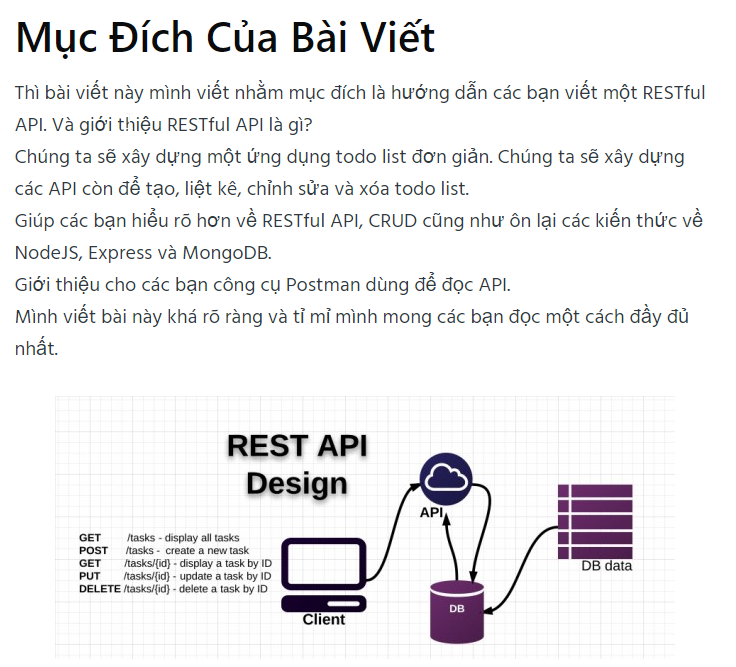 Mục Đích Của Bài Viết
Thì bài viết này mình viết nhằm mục đích là hướng dẫn các bạn viết một RESTful
API. Và giới thiệu RESTful API là gì?
Chúng ta sẽ xây dựng một ứng dụng todo list đơn giản. Chúng ta sẽ xây dựng
các API còn để tạo, liệt kê, chỉnh sửa và xóa todo list.
Giúp các bạn hiểu rõ hơn về RESTful API, CRUD cũng như ôn lại các kiến thức về
NodeJS, Express và MongoDB.
Giới thiệu cho các bạn công cụ Postman dùng để đọc API.
Mình viết bài này khá rõ ràng và tỉ mỉ mình mong các bạn đọc một cách đầy đủ
nhất.
REST API
Design
GET /tasks - display all tasks
POST /tasks - create a new task
GET /tasks/{id} - display a task by ID
PUT /tasks/{id} - update a task by ID
DELETE /tasks/{id} - delete a task by ID
Client
API
DB
DB data